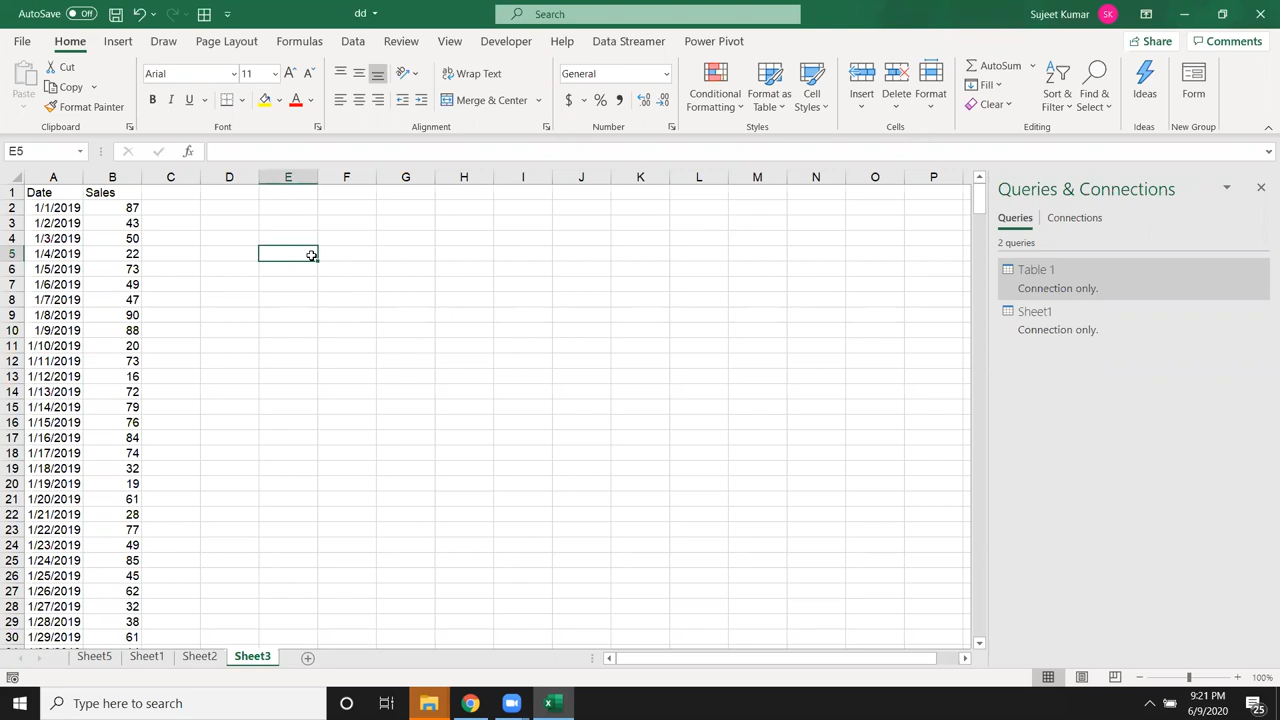 AutoSave Off dd Search Sujeet Kumar SK
File Home Insert Draw Page Layout Formulas Data Review View Developer Help Data Streamer Power Pivot Share Comments
Paste Cut Copy Format Painter Clipboard
Arial 11 A A B I U A Font
Wrap Text Merge & Center Alignment
General $ % , Number
Conditional Formatting Format as Table Cell Styles Styles
Insert Delete Format Cells
AutoSum Fill Clear Sort & Filter Find & Select Editing
Ideas Ideas
Form New Group
E5 fx
A B C D E F G H I J K L M N O P
1 Date Sales
2 1/1/2019 87
3 1/2/2019 43
4 1/3/2019 50
5 1/4/2019 22
6 1/5/2019 73
7 1/6/2019 49
8 1/7/2019 47
9 1/8/2019 90
10 1/9/2019 88
11 1/10/2019 20
12 1/11/2019 73
13 1/12/2019 16
14 1/13/2019 72
15 1/14/2019 79
16 1/15/2019 76
17 1/16/2019 84
18 1/17/2019 74
19 1/18/2019 32
20 1/19/2019 19
21 1/20/2019 61
22 1/21/2019 28
23 1/22/2019 77
24 1/23/2019 49
25 1/24/2019 85
26 1/25/2019 45
27 1/26/2019 62
28 1/27/2019 32
29 1/28/2019 38
30 1/29/2019 61
Queries & Connections
Queries Connections
2 queries
Table 1
Connection only.
Sheet1
Connection only.
Sheet5 Sheet1 Sheet2 Sheet3
100%
Type here to search
9:21 PM
6/9/2020
25